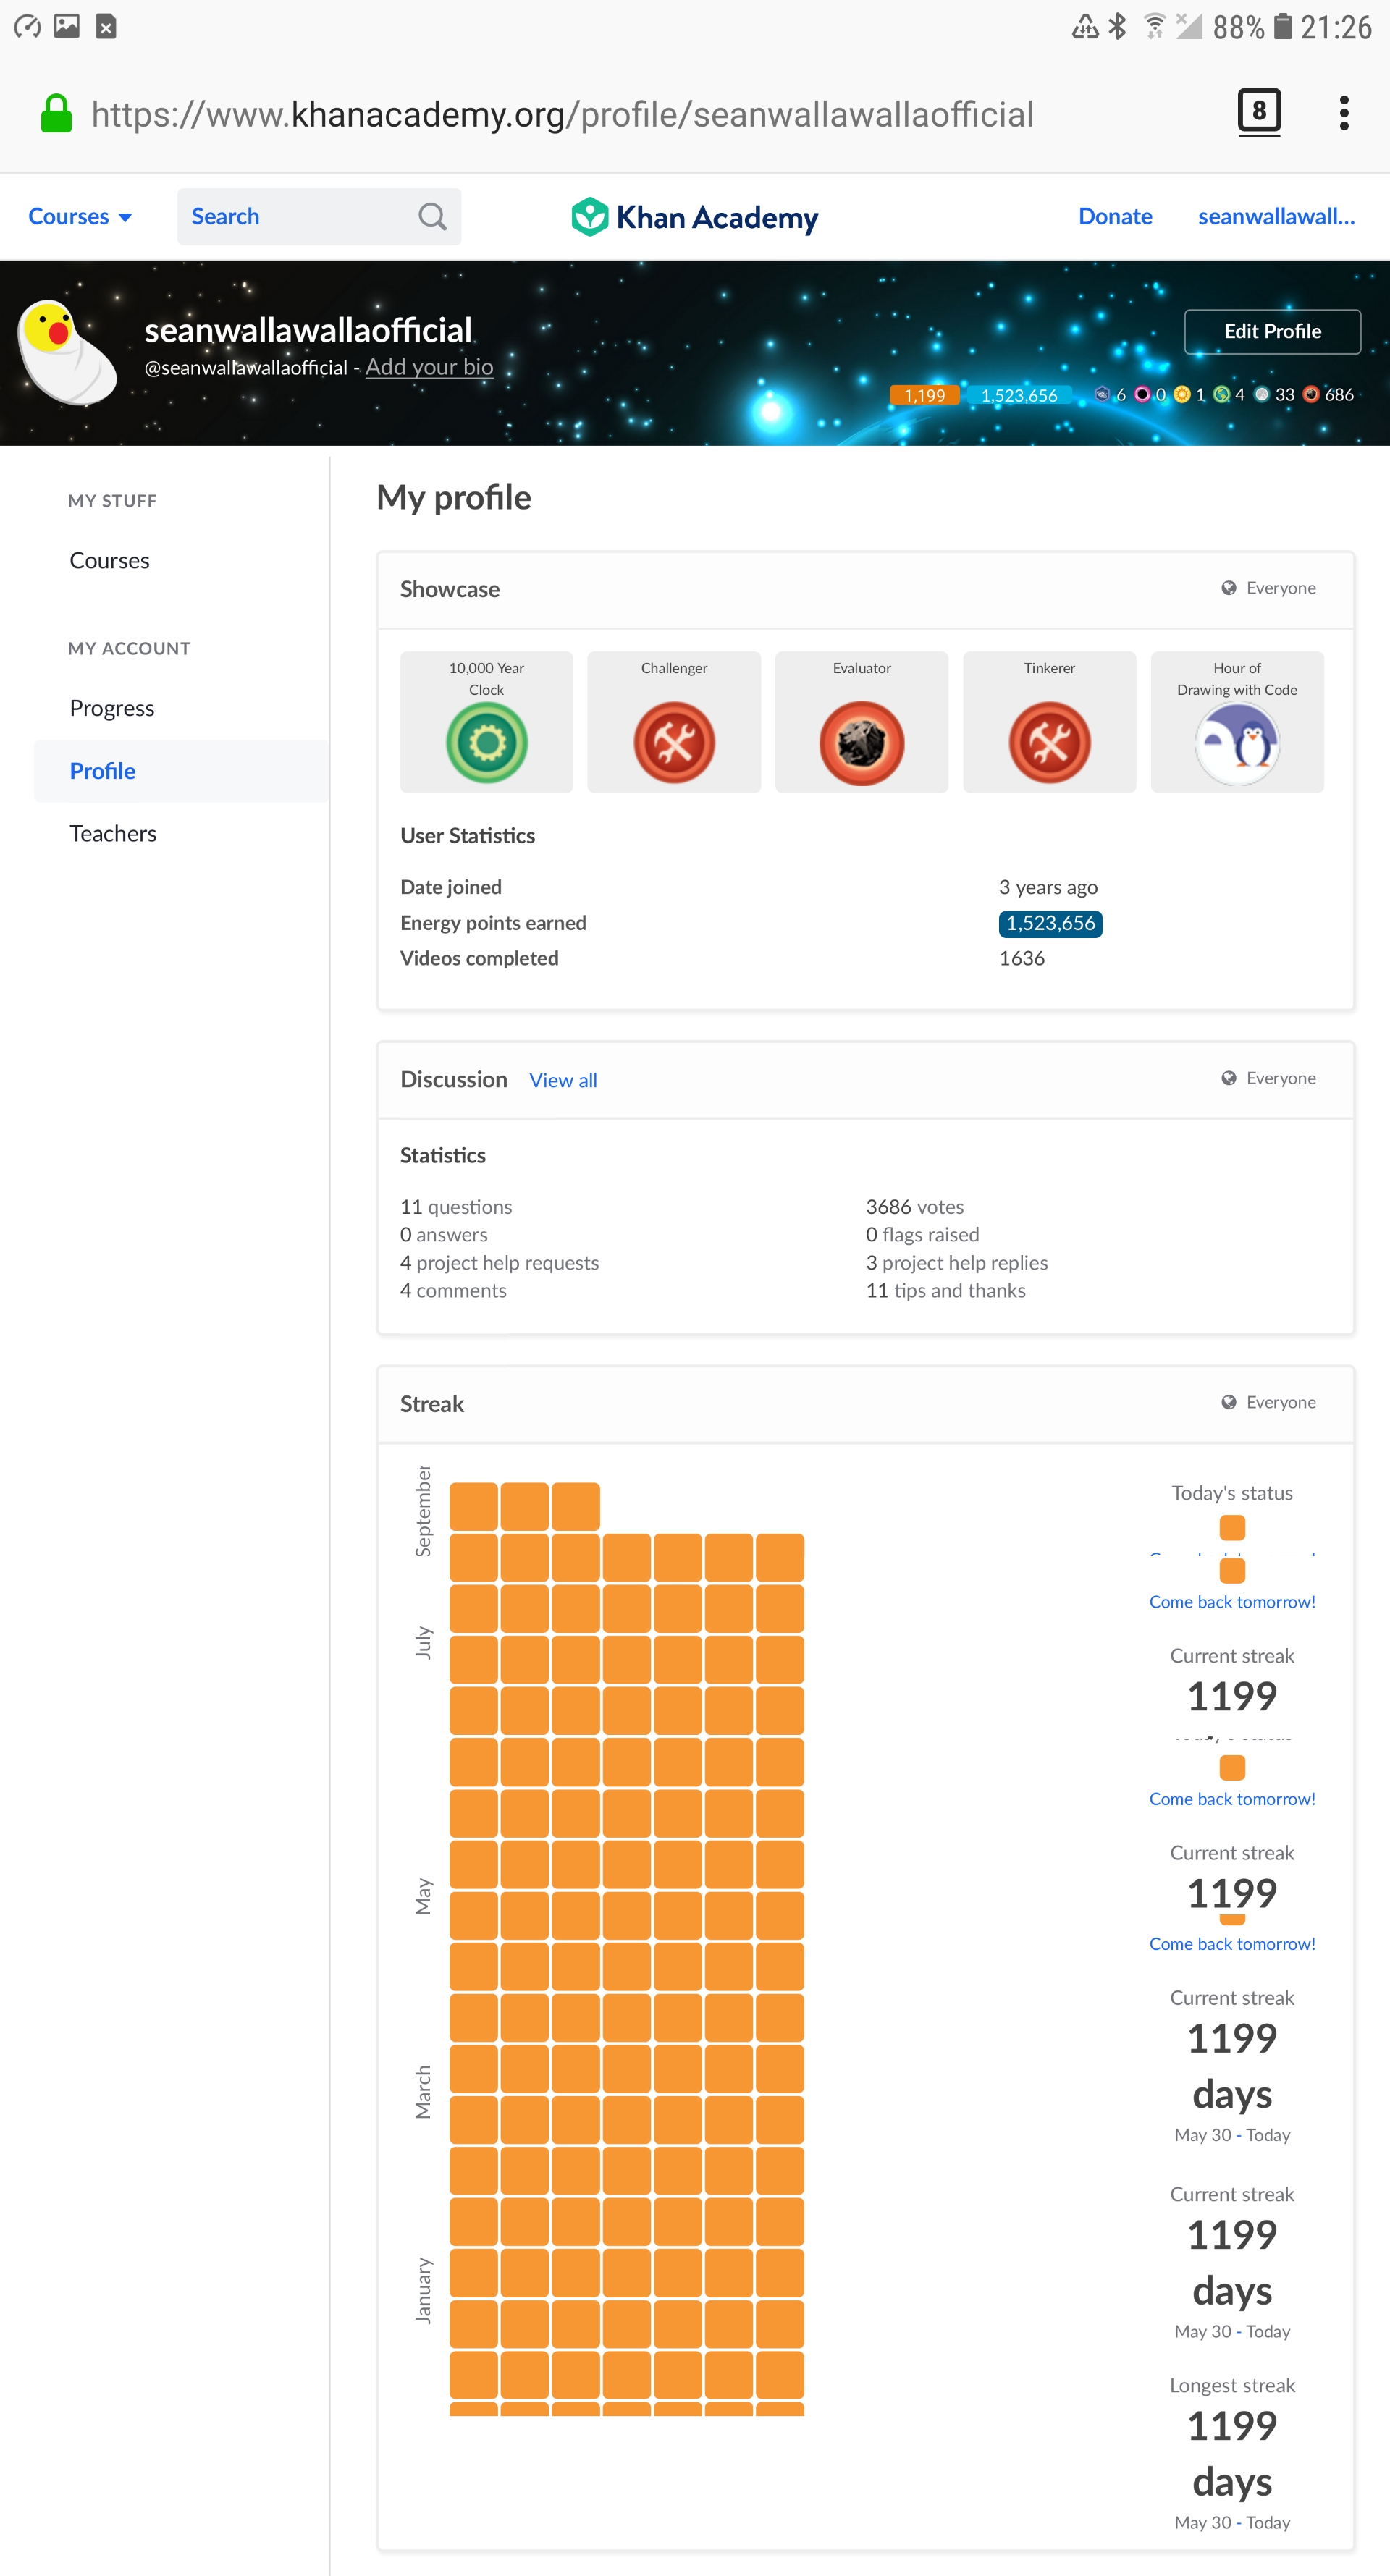 88% 21:26
https://www.khanacademy.org/profile/seanwallawallaofficial
8
Courses
Search
Khan Academy
Donate
seanwallawall...
seanwallawallaofficial
@seanwallawallaofficial - Add your bio
Edit Profile
1,199 1,523,656 6 0 1 4 33 686
MY STUFF
Courses
MY ACCOUNT
Progress
Profile
Teachers
My profile
Showcase
Everyone
10,000 Year
Clock
Challenger
Evaluator
Tinkerer
Hour of
Drawing with Code
User Statistics
Date joined 3 years ago
Energy points earned 1,523,656
Videos completed 1636
Discussion View all
Everyone
Statistics
11 questions
0 answers
4 project help requests
4 comments
3686 votes
0 flags raised
3 project help replies
11 tips and thanks
Streak
Everyone
September
July
May
March
January
Today's status
Come back tomorrow!
Current streak
1199
Come back tomorrow!
Current streak
1199
Come back tomorrow!
Current streak
1199
days
May 30 - Today
Current streak
1199
days
May 30 - Today
Longest streak
1199
days
May 30 - Today